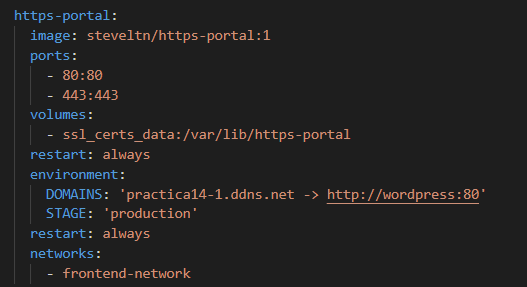 https-portal:
image: steveltn/https-portal:1
ports:
- 80:80
- 443:443
volumes:
- ssl_certs_data:/var/lib/https-portal
restart: always
environment:
DOMAINS: 'practica14-1.ddns.net -> http://wordpress:80'
STAGE: 'production'
restart: always
networks:
- frontend-network